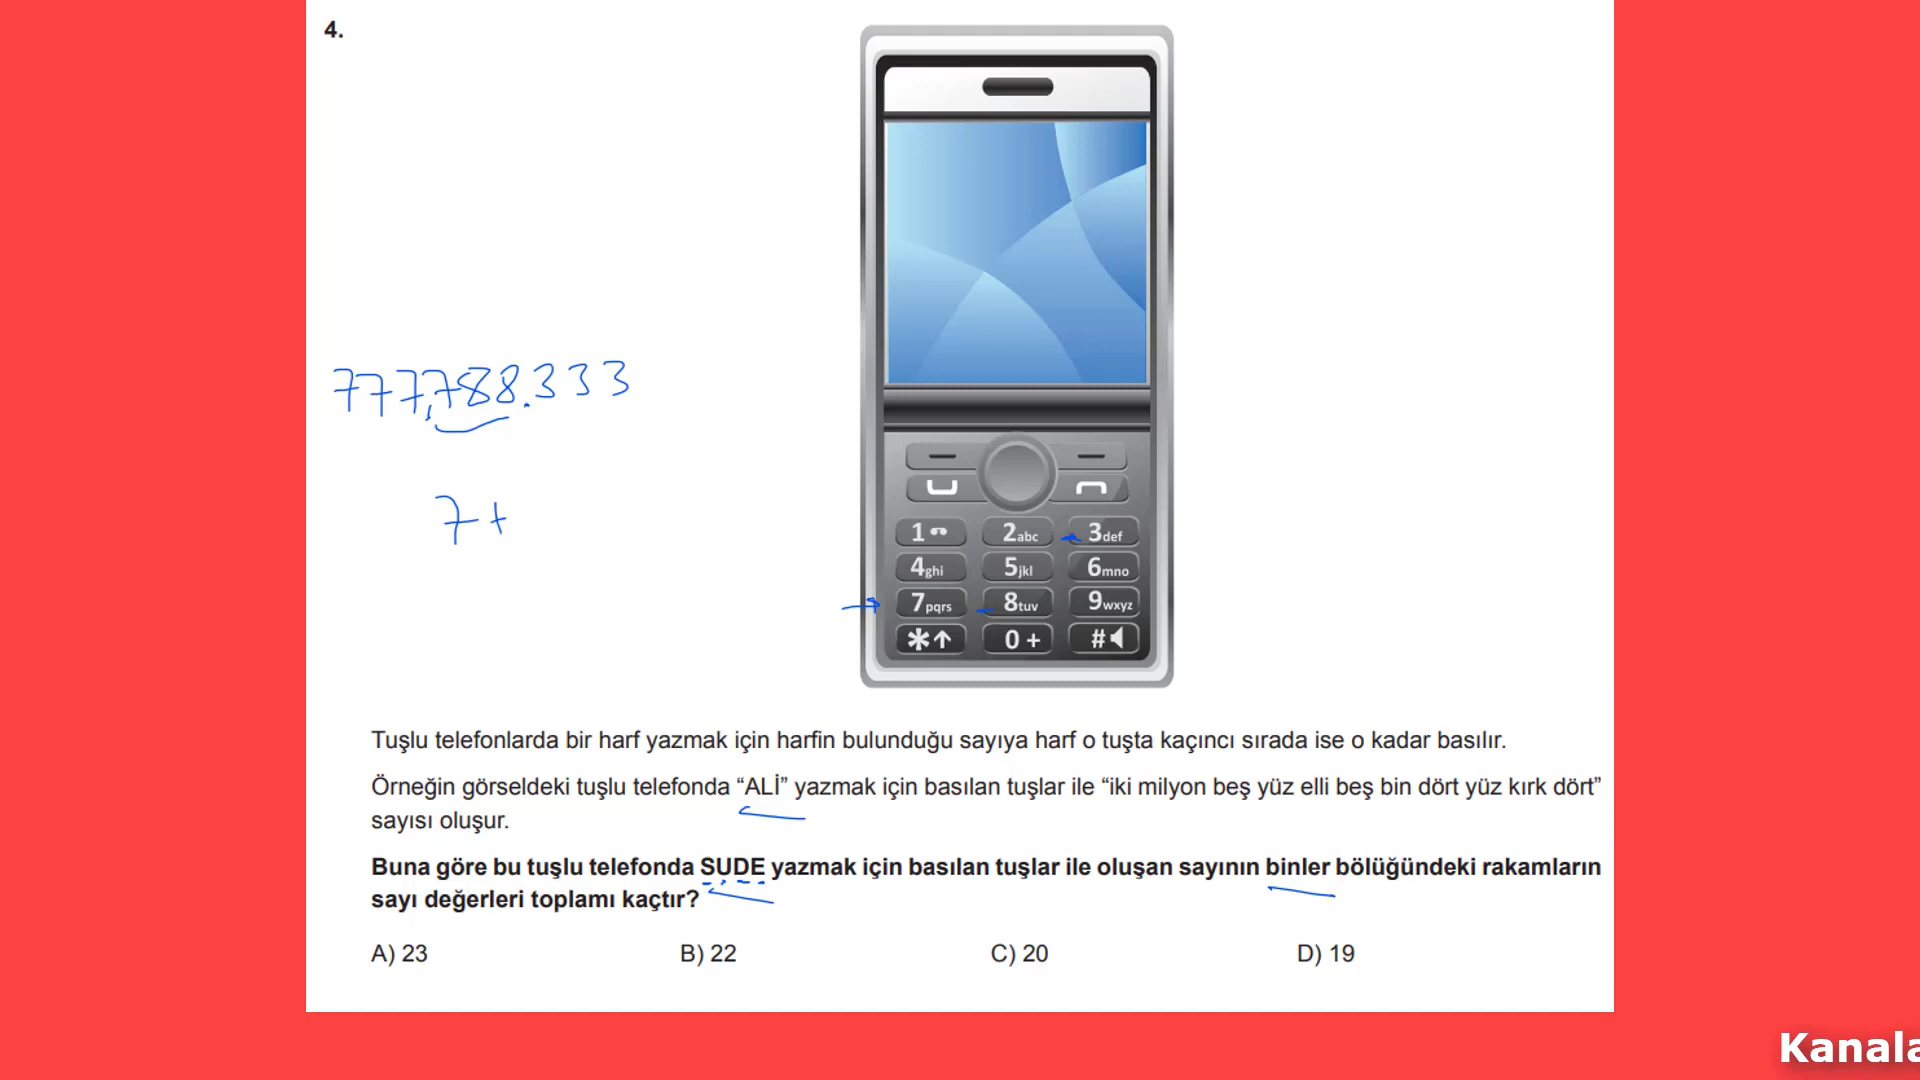 4.
777.788.333
7+
1
2abc
3def
4ghi
5jkl
6mno
7pqrs
8tuv
9wxyz
*
0 +
#
Tuşlu telefonlarda bir harf yazmak için harfin bulunduğu sayıya harf o tuşta kaçıncı sırada ise o kadar basılır.
Örneğin görseldeki tuşlu telefonda “ALİ” yazmak için basılan tuşlar ile “iki milyon beş yüz elli beş bin dört yüz kırk dört”
sayısı oluşur.
Buna göre bu tuşlu telefonda SUDE yazmak için basılan tuşlar ile oluşan sayının binler bölüğündeki rakamların
sayı değerleri toplamı kaçtır?
A) 23 B) 22 C) 20 D) 19
Kanala